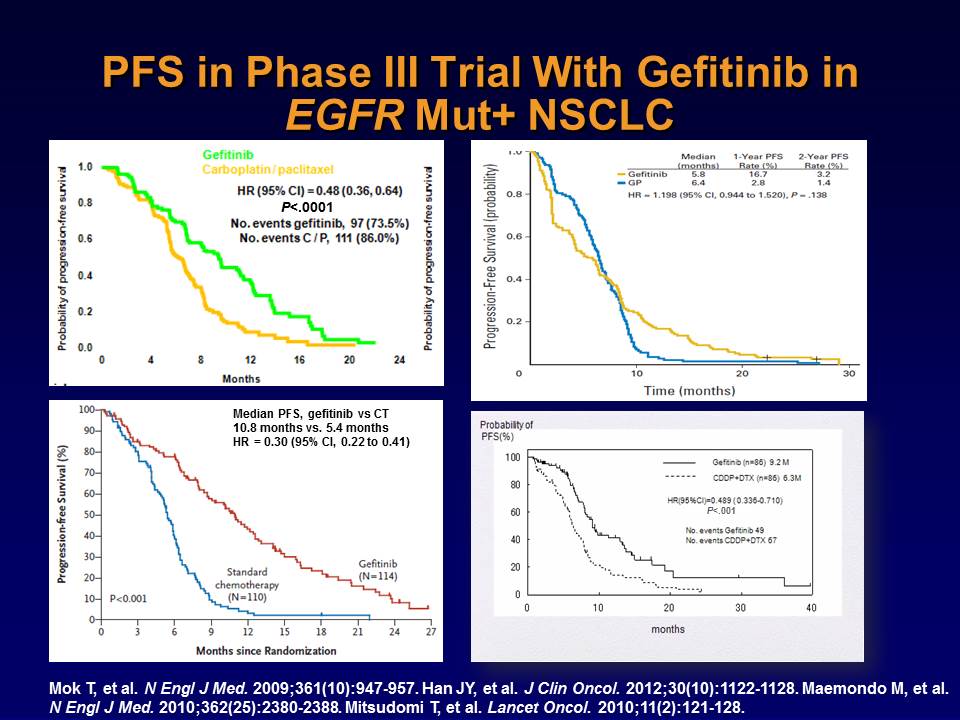 PFS in Phase III Trial With Gefitinib in
EGFR Mut+ NSCLC
Gefitinib
Carboplatin / paclitaxel
HR (95% CI) = 0.48 (0.36, 0.64)
P<.0001
No. events gefitinib, 97 (73.5%)
No. events C / P, 111 (86.0%)
Probability of progression-free survival
1.0
0.8
0.6
0.4
0.2
0.0
0 4 8 12 16 20 24
Months
Probability of progression-free survival
Median (months) 1-Year PFS Rate (%) 2-Year PFS Rate (%)
Gefitinib 5.8 16.7 3.2
GP 6.4 2.8 1.4
HR = 1.198 (95% CI, 0.944 to 1.520), P = .138
Progression-Free Survival (probability)
1.0
0.8
0.6
0.4
0.2
0 10 20 30
Time (months)
Median PFS, gefitinib vs CT
10.8 months vs. 5.4 months
HR = 0.30 (95% CI, 0.22 to 0.41)
Progression-free Survival (%)
100
90
80
70
60
50
40
30
20
10
0
Gefitinib
(N=114)
Standard
chemotherapy
(N=110)
P<0.001
0 3 6 9 12 15 18 21 24 27
Months since Randomization
Probability of
PFS(%)
100
80
60
40
20
0
Gefitinib (n=86) 9.2 M
CDDP+DTX (n=86) 6.3M
HR(95%CI)=0.489 (0.336-0.710)
P<.001
No. events Gefitinib 49
No. events CDDP+DTX 67
0 10 20 30 40
months
Mok T, et al. N Engl J Med. 2009;361(10):947-957. Han JY, et al. J Clin Oncol. 2012;30(10):1122-1128. Maemondo M, et al.
N Engl J Med. 2010;362(25):2380-2388. Mitsudomi T, et al. Lancet Oncol. 2010;11(2):121-128.